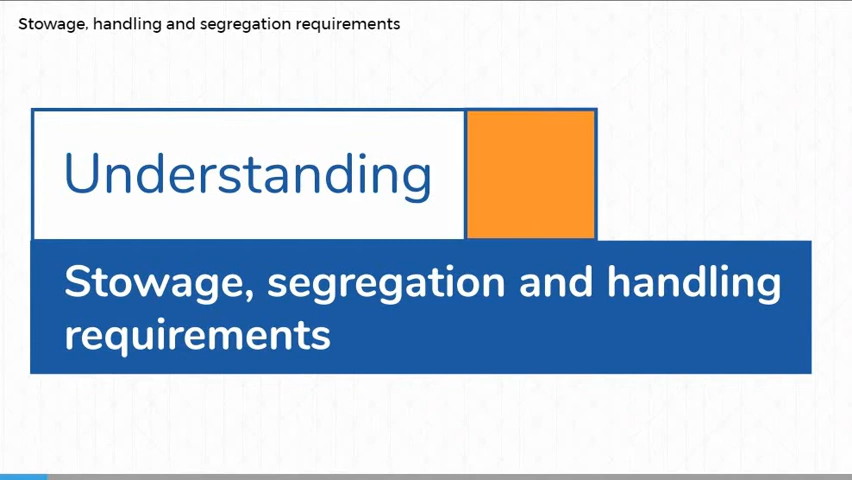 Stowage, handling and segregation requirements
Understanding
Stowage, segregation and handling
requirements